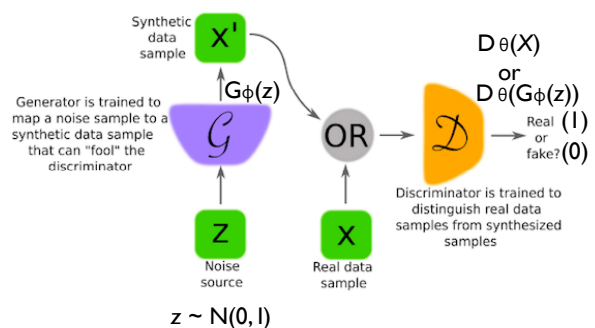 Synthetic
data
sample
X'
Dθ(X)
or
Dθ(Gϕ(z))
Gϕ(z)
Generator is trained to
map a noise sample to a
synthetic data sample
that can "fool" the
discriminator
G
OR
D
Real (1)
or
fake? (0)
Z
X
Discriminator is trained to
distinguish real data
samples from synthesized
samples
Noise
source
Real data
sample
z ~ N(0,I)